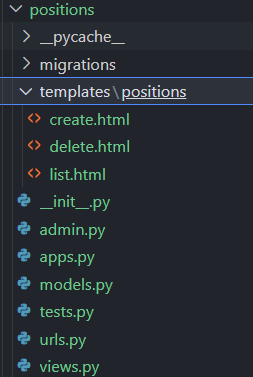 positions
__pycache__
migrations
templates\positions
create.html
delete.html
list.html
__init__.py
admin.py
apps.py
models.py
tests.py
urls.py
views.py